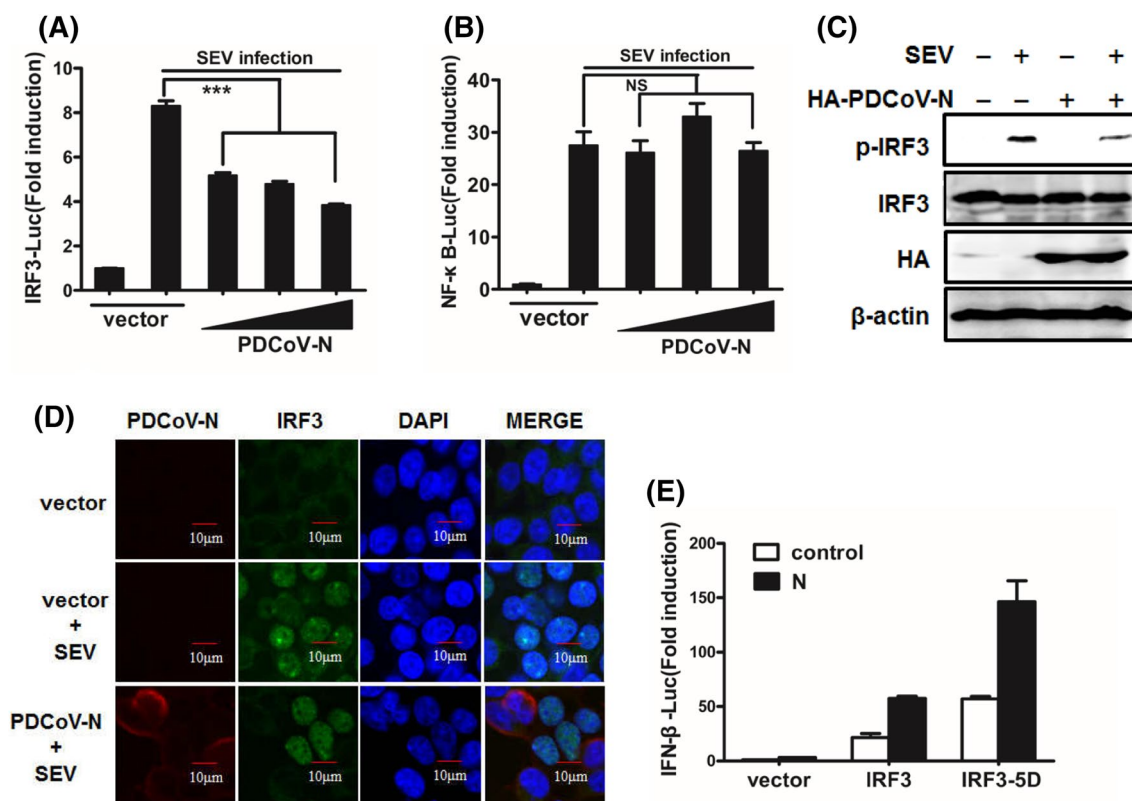 (A)
SEV infection
***
IRF3-Luc(Fold induction)
10
8
6
4
2
0
vector
PDCoV-N
(B)
SEV infection
NS
NF-κ B-Luc(Fold induction)
40
30
20
10
0
vector
PDCoV-N
(C)
SEV – + – +
HA-PDCoV-N – – + +
p-IRF3
IRF3
HA
β-actin
(D)
PDCoV-N IRF3 DAPI MERGE
vector
10μm 10μm 10μm 10μm
vector
+
SEV
10μm 10μm 10μm 10μm
PDCoV-N
+
SEV
10μm 10μm 10μm 10μm
(E)
IFN-β -Luc(Fold induction)
200
150
100
50
0
control
N
vector IRF3 IRF3-5D